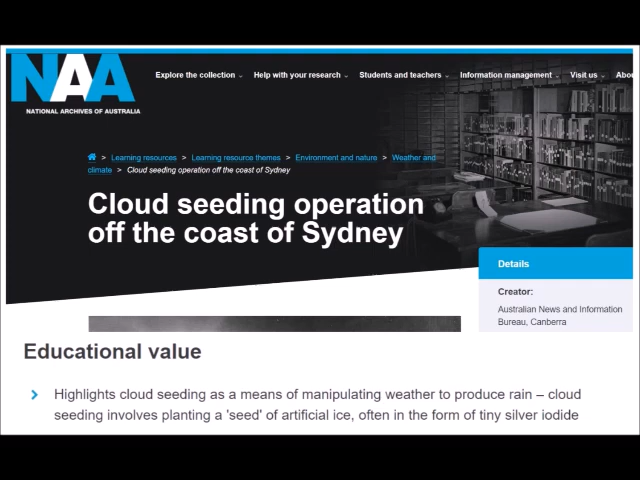 NAA
NATIONAL ARCHIVES OF AUSTRALIA
Explore the collection Help with your research Students and teachers Information management Visit us Abou
> Learning resources > Learning resource themes > Environment and nature > Weather and
climate > Cloud seeding operation off the coast of Sydney
Cloud seeding operation
off the coast of Sydney
Details
Creator:
Australian News and Information
Bureau, Canberra
Educational value
Highlights cloud seeding as a means of manipulating weather to produce rain – cloud
seeding involves planting a 'seed' of artificial ice, often in the form of tiny silver iodide